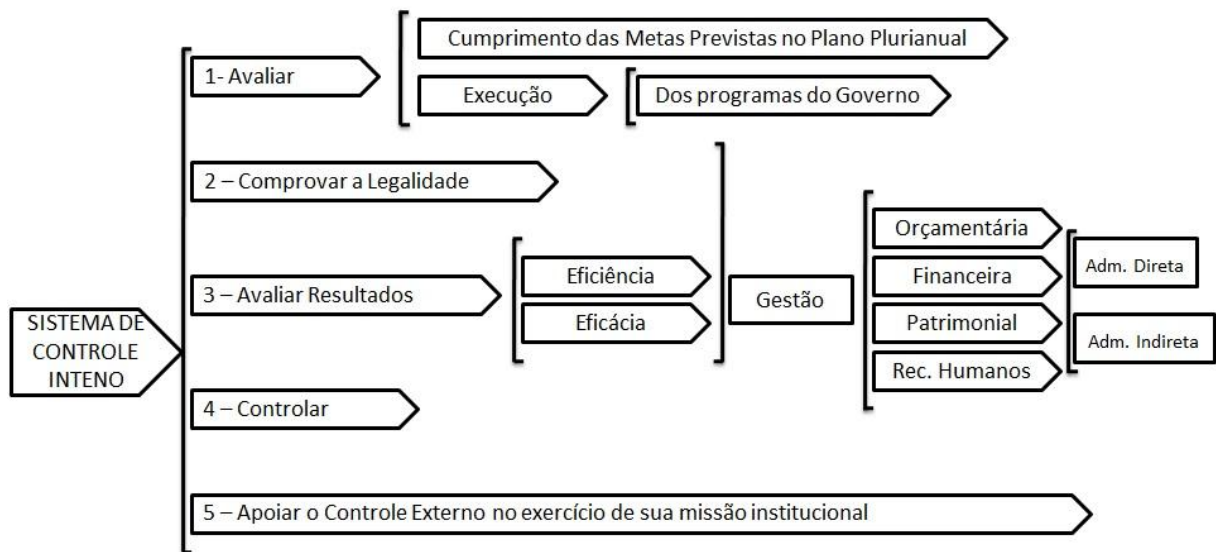 Cumprimento das Metas Previstas no Plano Plurianual
1- Avaliar
Execução
Dos programas do Governo
2 – Comprovar a Legalidade
Orçamentária
Eficiência
Financeira
Adm. Direta
3 – Avaliar Resultados
Gestão
SISTEMA DE
CONTROLE
INTENO
Eficácia
Patrimonial
Adm. Indireta
Rec. Humanos
4 – Controlar
5 – Apoiar o Controle Externo no exercício de sua missão institucional